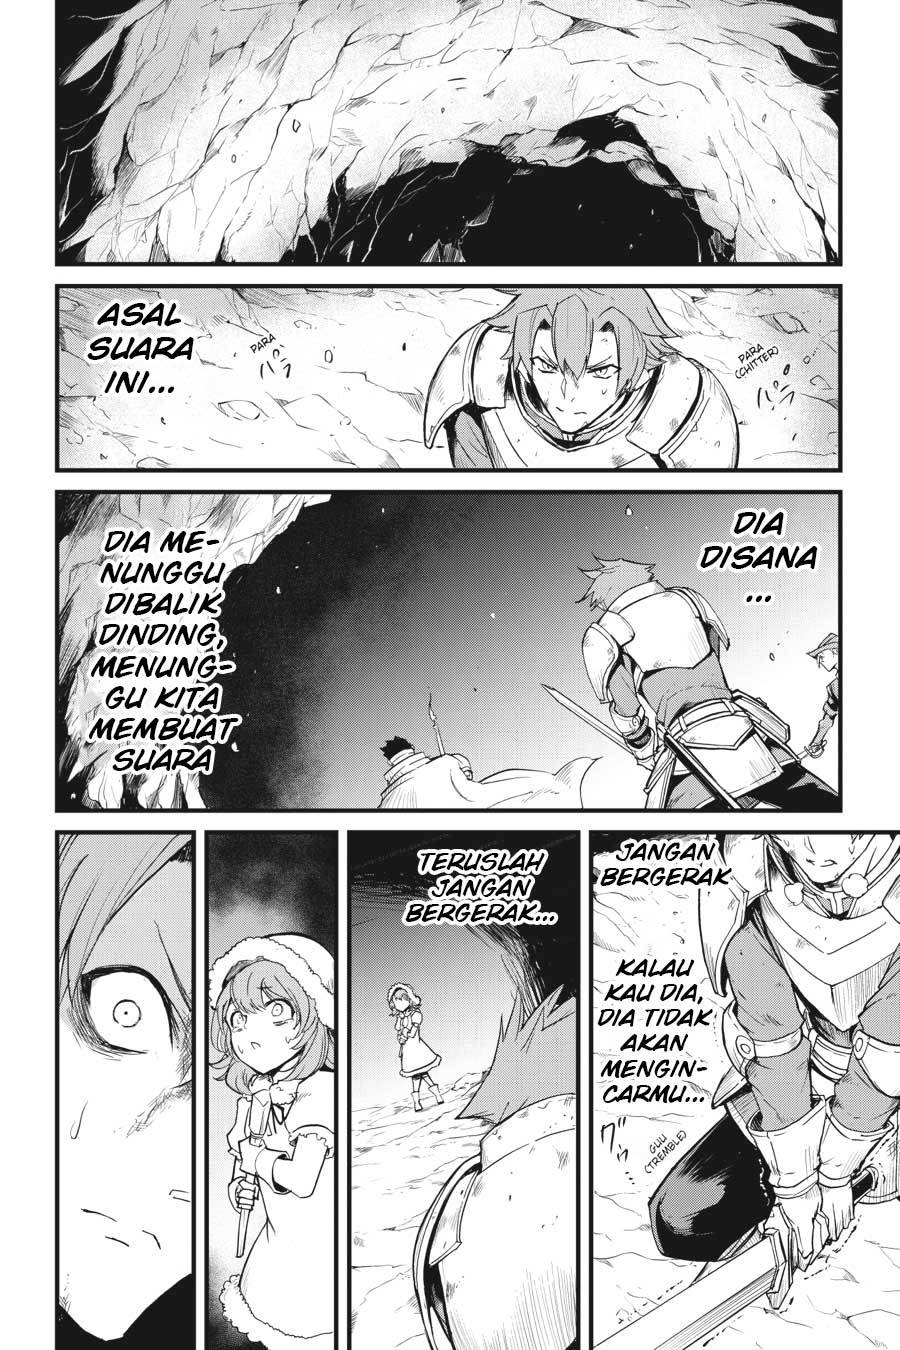 ASAL
SUARA
INI...
PARA
パラ
PARA
(CHITTER)
パラ
DIA
DISANA
...
DIA ME-
NUNGGU
DIBALIK
DINDING,
MENUNG-
GU KITA
MEMBUAT
SUARA
JANGAN
BERGERAK
KALAU
KAU DIA,
DIA TIDAK
AKAN
MENGIN-
CARMU...
グッ
GUU
(TREMBLE)
TERUSLAH
JANGAN
BERGERAK...